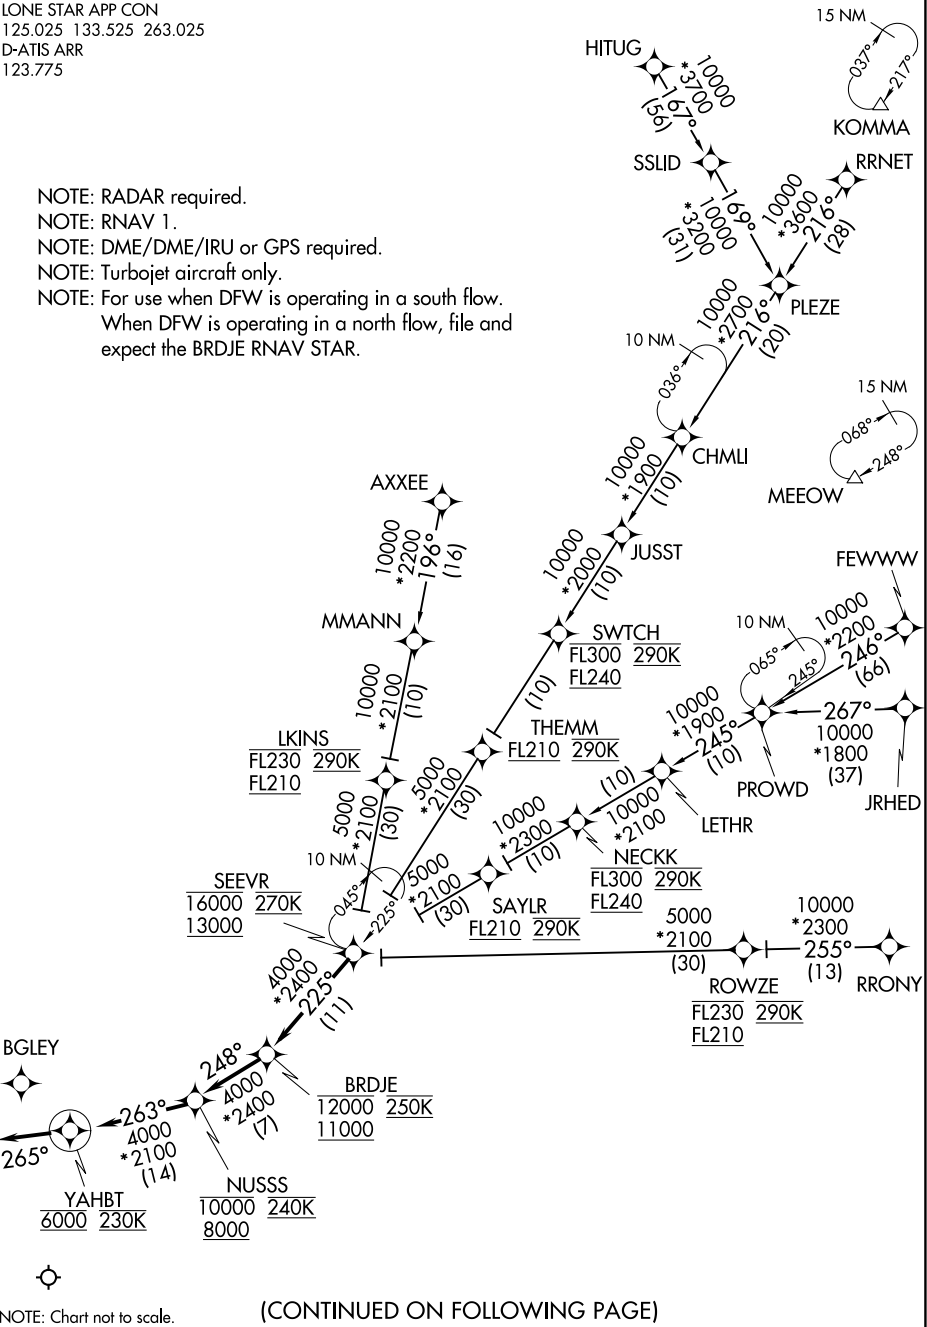 LONE STAR APP CON
125.025 133.525 263.025
D-ATIS ARR
123.775
NOTE: RADAR required.
NOTE: RNAV 1.
NOTE: DME/DME/IRU or GPS required.
NOTE: Turbojet aircraft only.
NOTE: For use when DFW is operating in a south flow.
When DFW is operating in a north flow, file and
expect the BRDJE RNAV STAR.
15 NM
037°
217°
KOMMA
HITUG
10000
*3700
167°
(56)
SSLID
169°
10000
*3200
(31)
RRNET
10000
*3600
216°
(28)
PLEZE
10000
*2700
216°
(20)
10 NM
036°
CHMLI
10000
*1900
(10)
15 NM
068°
248°
MEEOW
JUSST
10000
*2000
(10)
AXXEE
10000
*2200
196°
(16)
MMANN
10000
*2100
(10)
SWTCH
FL300 290K
FL240
(10)
FEWWW
10000
*2200
246°
(66)
10 NM
065°
245°
267°
10000
*1800
(37)
JRHED
PROWD
10000
*1900
245°
(10)
LETHR
(10)
10000
*2100
LKINS
FL230 290K
FL210
5000
*2100
(30)
THEMM
FL210 290K
5000
*2100
(30)
NECKK
FL300 290K
FL240
10000
*2300
(10)
SAYLR
FL210 290K
5000
*2100
(30)
10 NM
045°
225°
SEEVR
16000 270K
13000
5000
*2100
(30)
ROWZE
FL230 290K
FL210
10000
*2300
255°
(13)
RRONY
4000
*2400
225°
(11)
BRDJE
12000 250K
11000
248°
4000
*2400
(7)
BGLEY
NUSSS
10000 240K
8000
263°
4000
*2100
(14)
265°
YAHBT
6000 230K
NOTE: Chart not to scale.
(CONTINUED ON FOLLOWING PAGE)